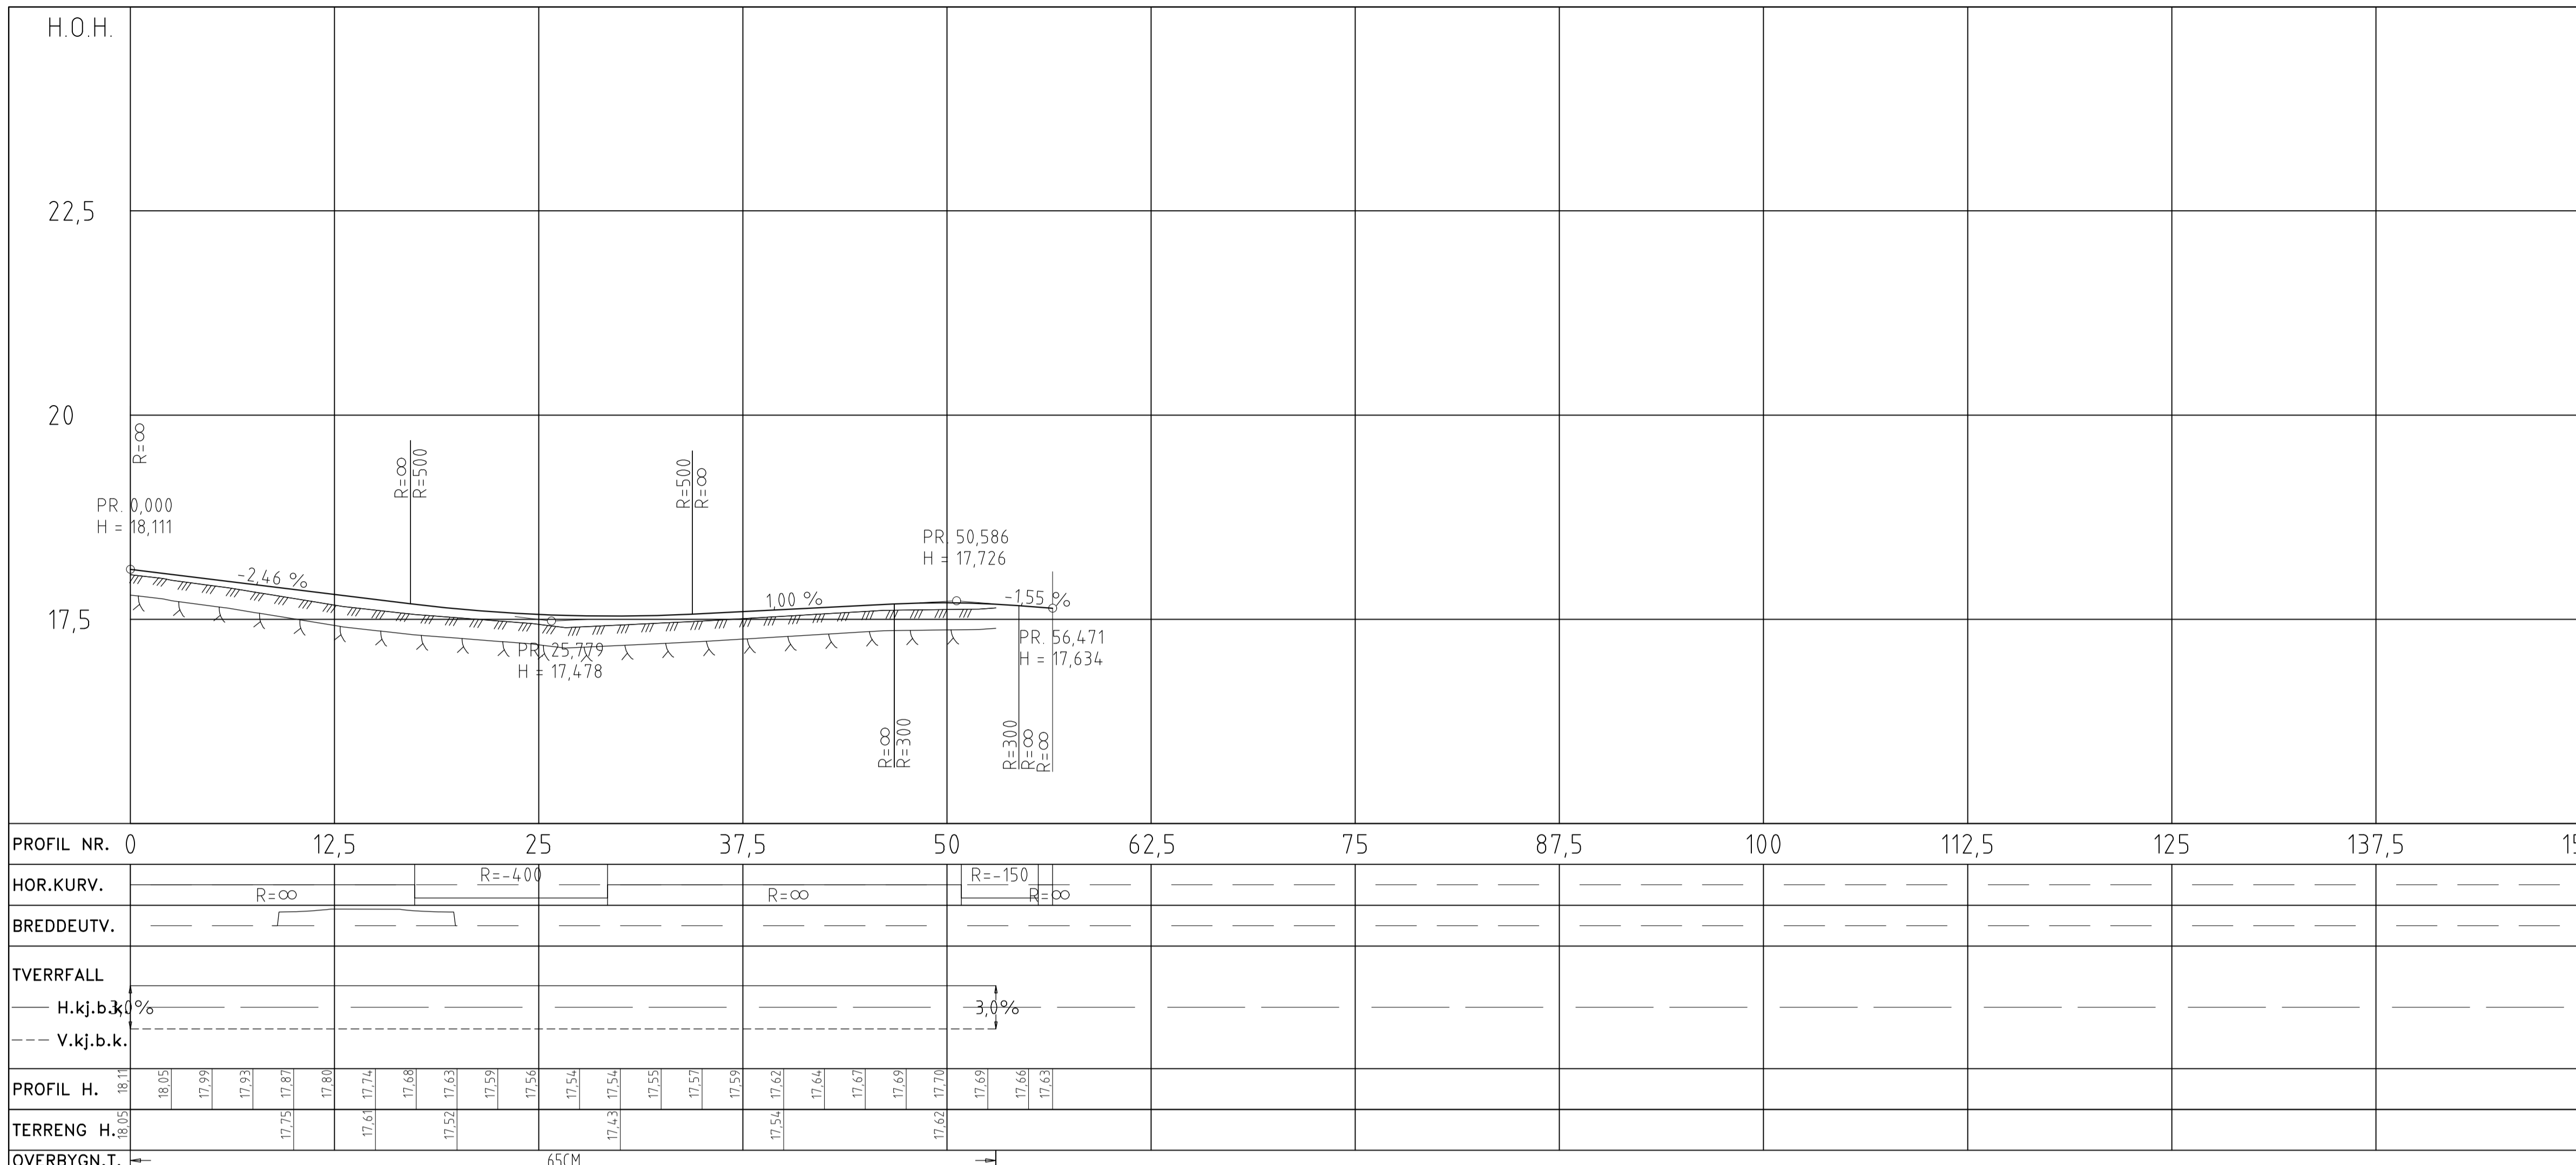 H.O.H.
22,5
20
17,5
R=∞
PR. 0,000
H = 18,111
-2,46 %
R=∞
R=500
R=500
R=∞
PR. 25,779
H = 17,478
1,00 %
PR. 50,586
H = 17,726
-1,55 %
PR. 56,471
H = 17,634
R=∞
R=300
R=300
R=∞
R=∞
PROFIL NR. 0 12,5 25 37,5 50 62,5 75 87,5 100 112,5 125 137,5
HOR.KURV. R=∞ R=-400 R=∞ R=-150 R=∞
BREDDEUTV.
TVERRFALL
H.kj.b.k. 3,0% 3,0%
V.kj.b.k.
PROFIL H. 18,11 18,05 17,99 17,93 17,87 17,80 17,74 17,68 17,63 17,59 17,56 17,54 17,54 17,55 17,57 17,59 17,62 17,64 17,67 17,69 17,70 17,69 17,66 17,63
TERRENG H. 18,05 17,75 17,61 17,52 17,43 17,54 17,62
OVERBYGN.T. 65CM